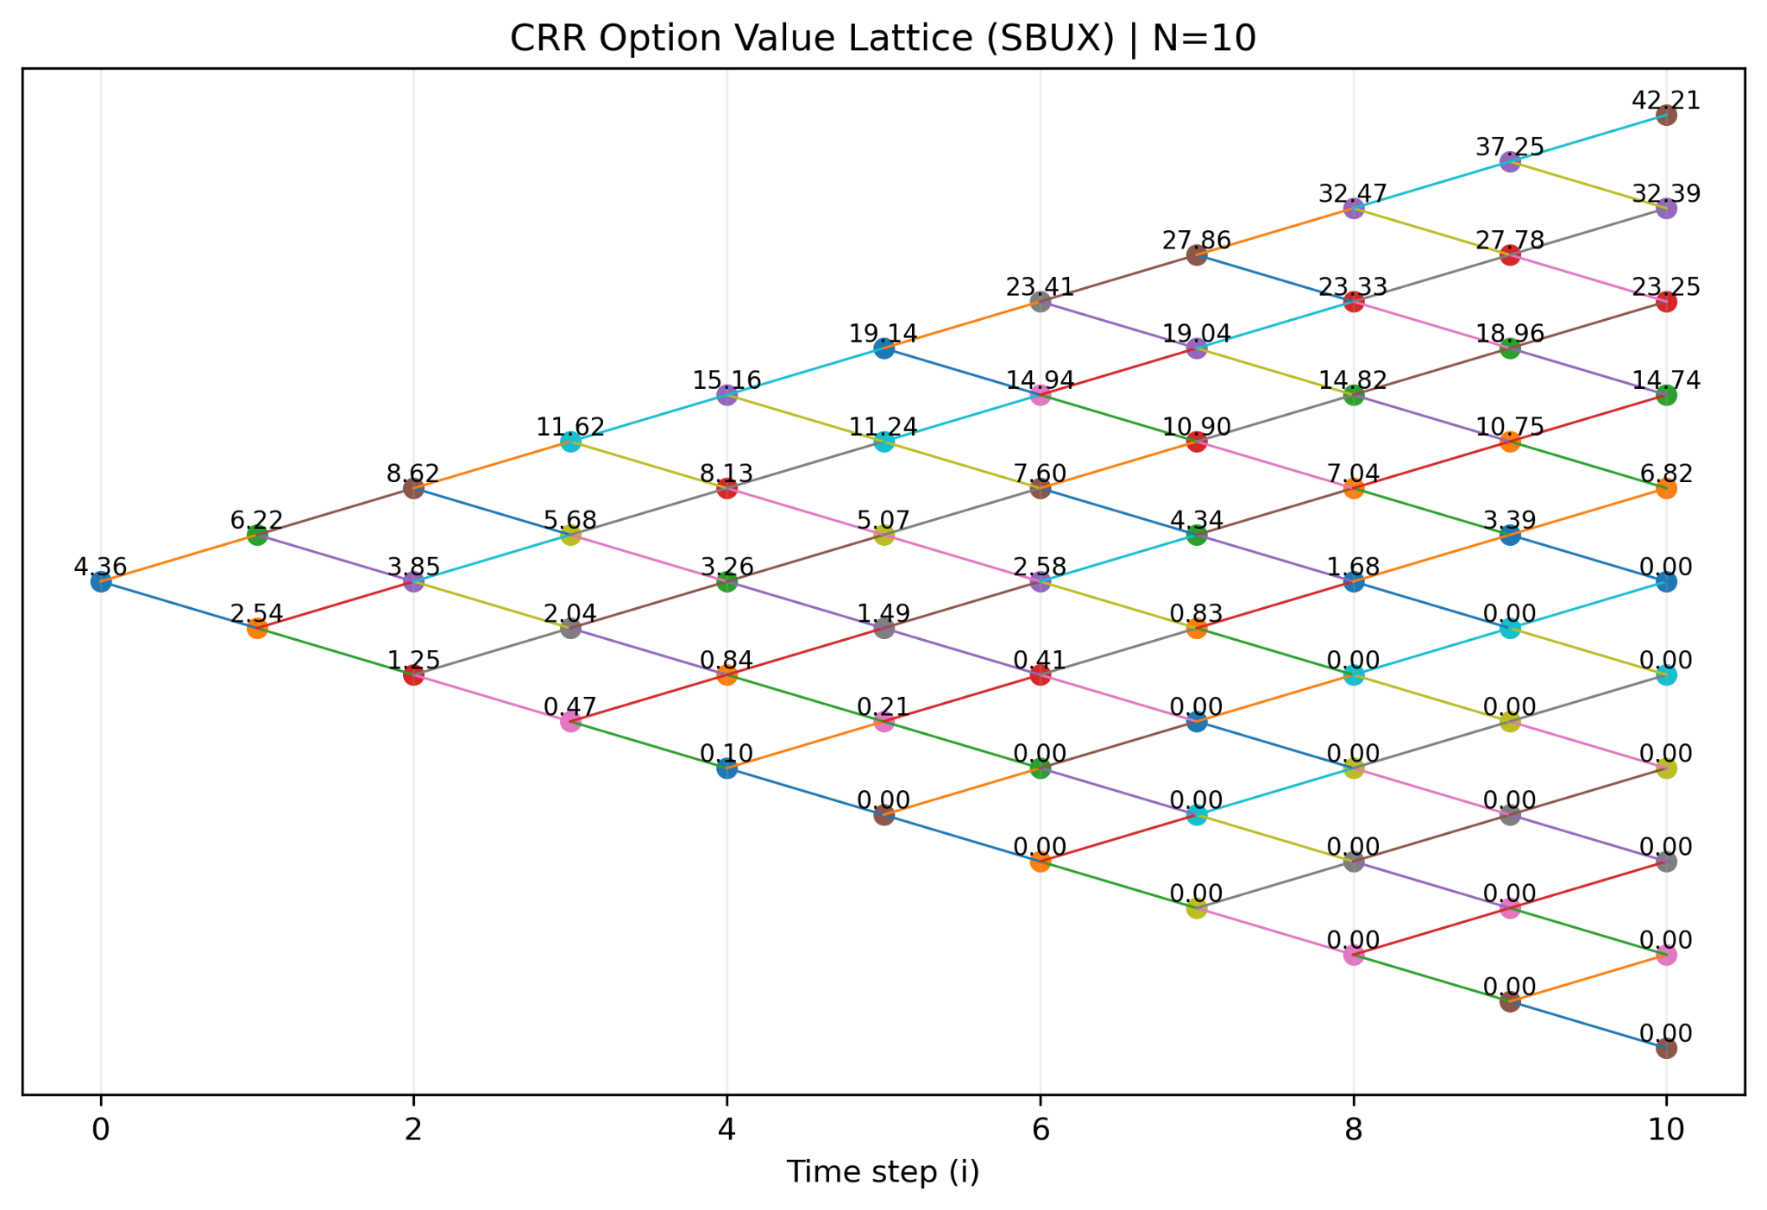 CRR Option Value Lattice (SBUX) | N=10
42.21
37.25
32.47 32.39
27.86 27.78
23.41 23.33 23.25
19.14 19.04 18.96
15.16 14.94 14.82 14.74
11.62 11.24 10.90 10.75
8.62 8.13 7.60 7.04 6.82
6.22 5.68 5.07 4.34 3.39
4.36 3.85 3.26 2.58 1.68 0.00
2.54 2.04 1.49 0.83 0.00
1.25 0.84 0.41 0.00 0.00
0.47 0.21 0.00 0.00
0.10 0.00 0.00 0.00
0.00 0.00 0.00
0.00 0.00 0.00
0.00 0.00
0.00 0.00
0.00
0.00
0 2 4 6 8 10
Time step (i)